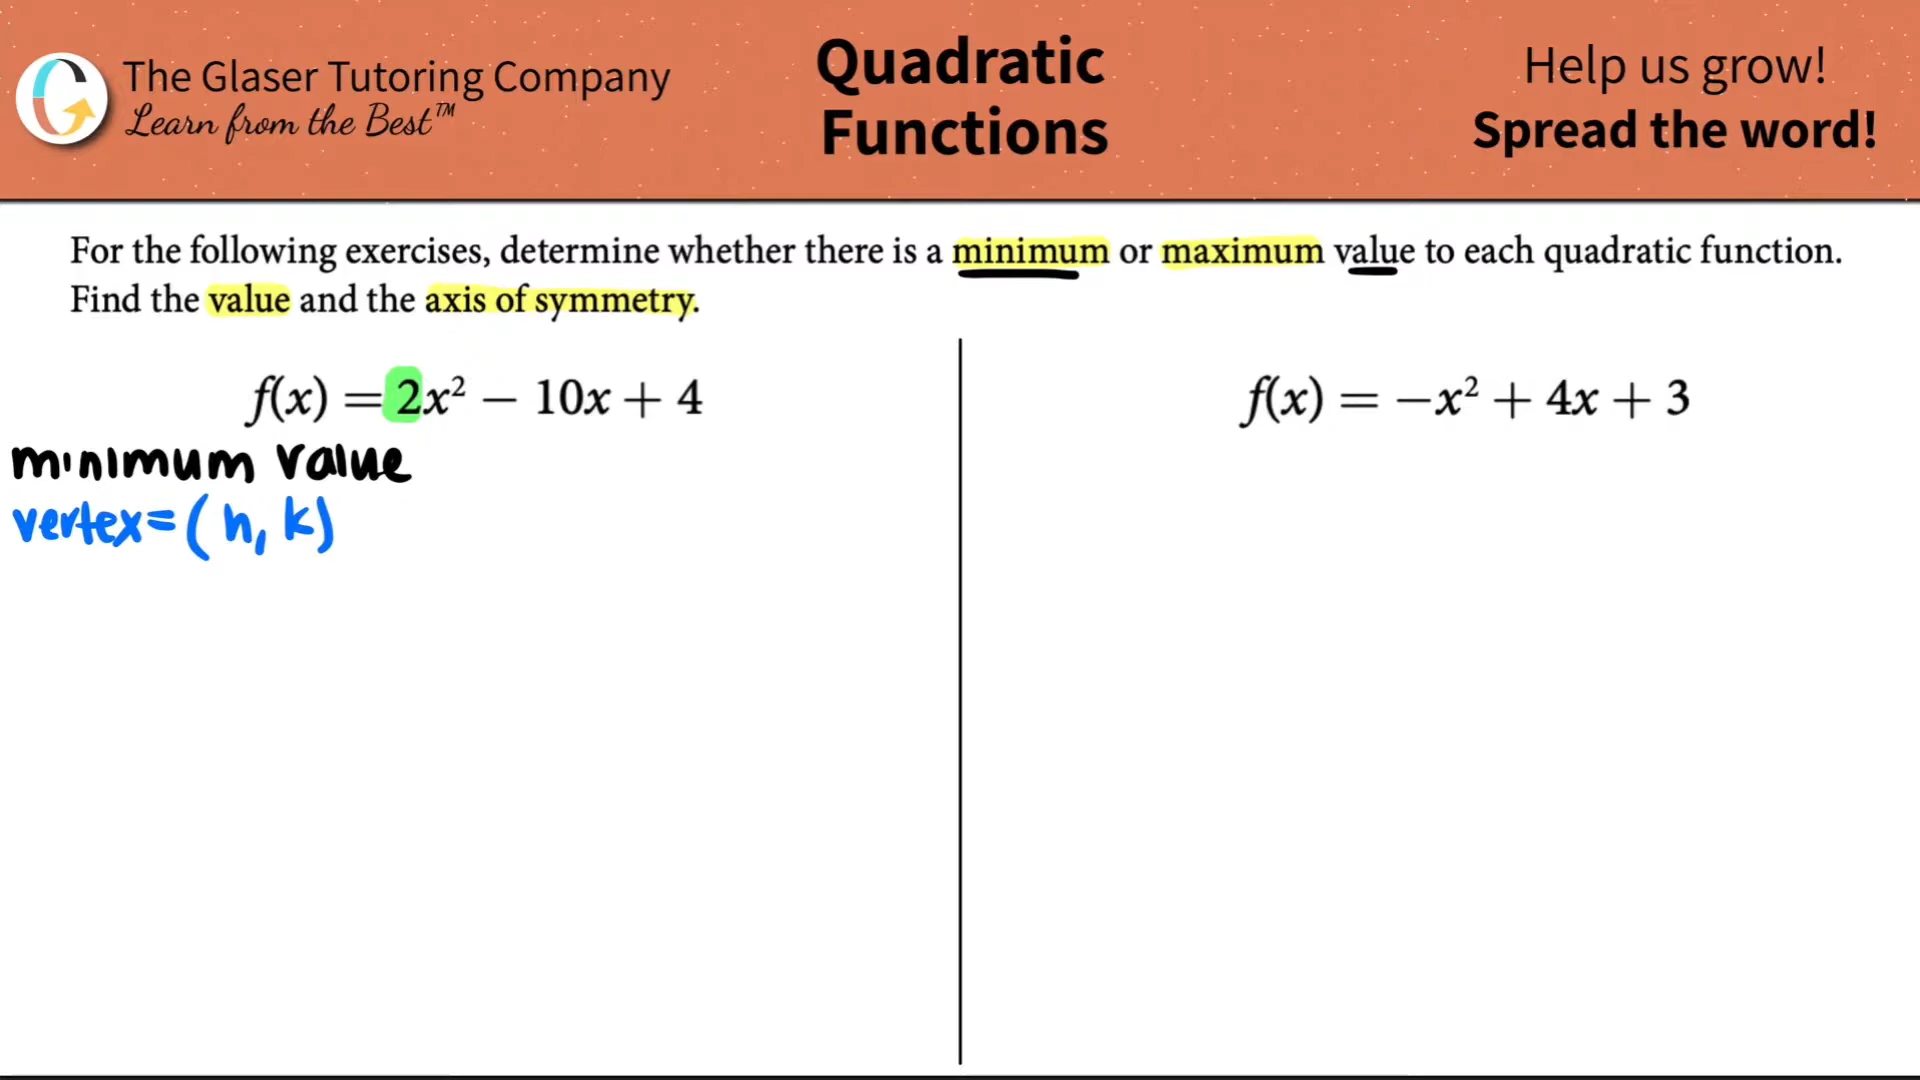 The Glaser Tutoring Company
Learn from the Best™
Quadratic
Functions
Help us grow!
Spread the word!
For the following exercises, determine whether there is a minimum or maximum value to each quadratic function.
Find the value and the axis of symmetry.
f(x) = 2x² − 10x + 4
minimum value
vertex=(h, k)
f(x) = −x² + 4x + 3